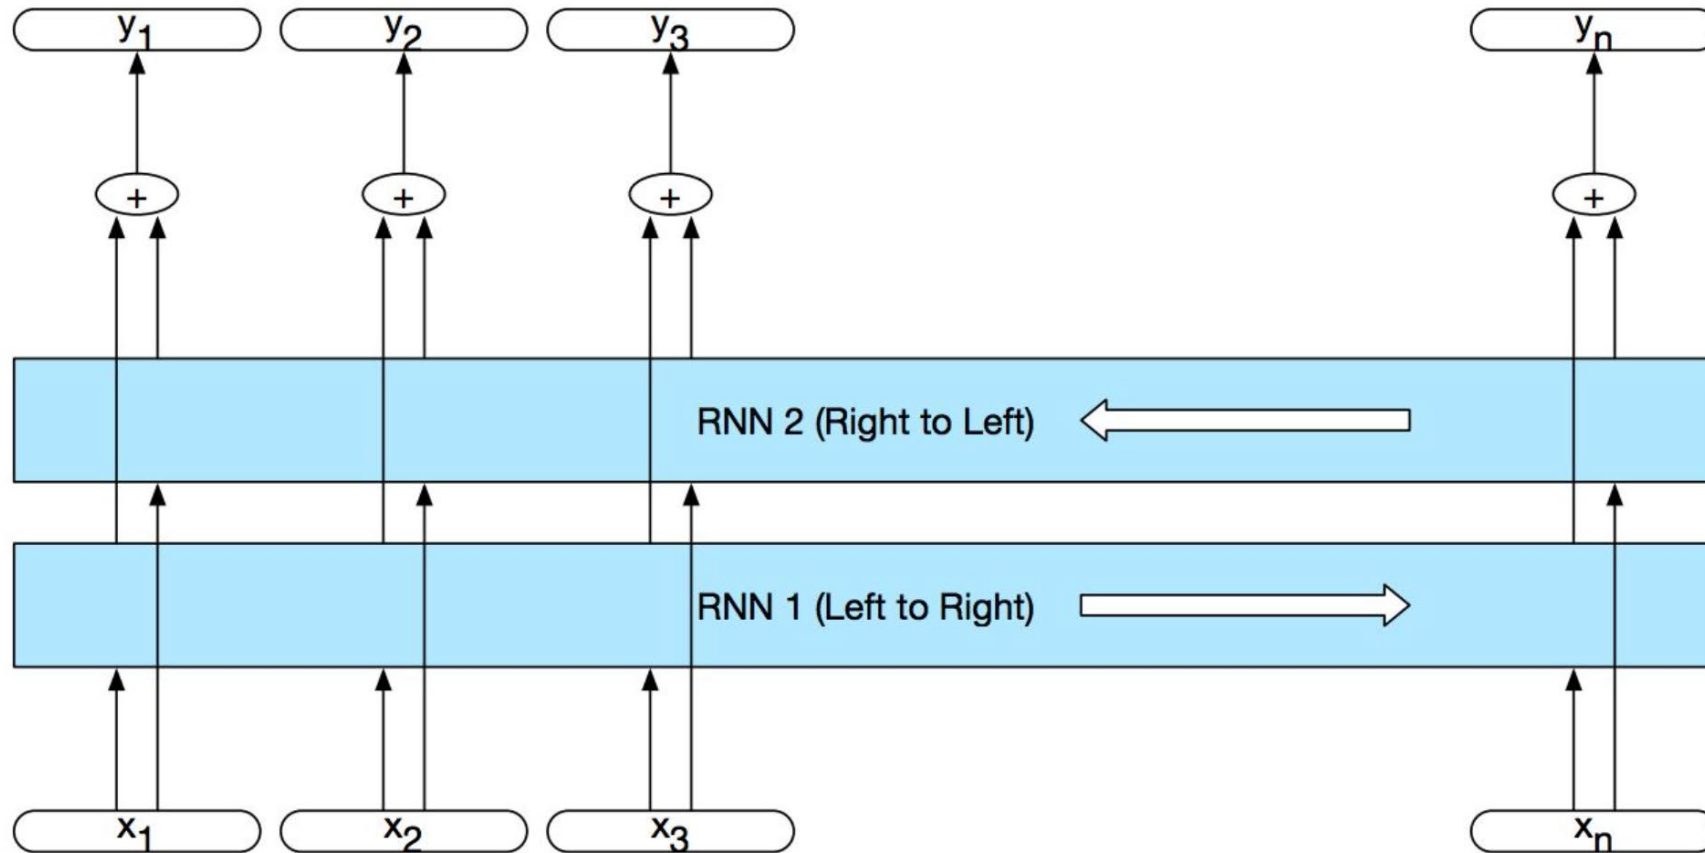 y1 y2 y3 yn
+ + + +
RNN 2 (Right to Left)
RNN 1 (Left to Right)
x1 x2 x3 xn